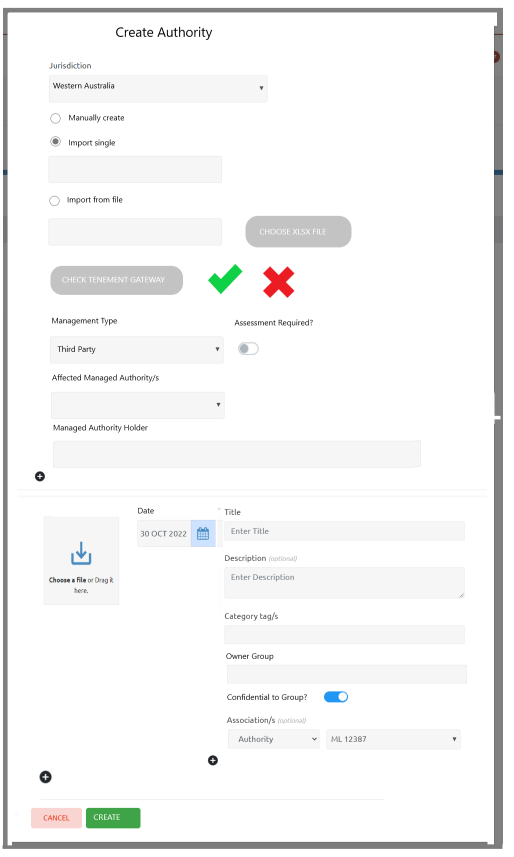 Create Authority
Jurisdiction
Western Australia
Manually create
Import single
Import from file
CHOOSE XLSX FILE
CHECK TENEMENT GATEWAY
Management Type
Assessment Required?
Third Party
Affected Managed Authority/s
Managed Authority Holder
Date
Title
30 OCT 2022
Enter Title
Choose a file or Drag it
here.
Description (optional)
Enter Description
Category tag/s
Owner Group
Confidential to Group?
Association/s (optional)
Authority
ML 12387
CANCEL
CREATE